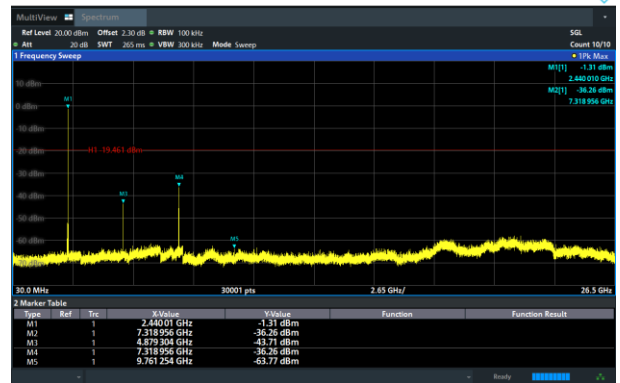 MultiView Spectrum
Ref Level 20.00 dBm Offset 2.30 dB RBW 100 kHz SGL
Att 20 dB SWT 265 ms VBW 300 kHz Mode Sweep Count 10/10
1 Frequency Sweep 1Pk Max
M1[1] -1.31 dBm
2.440 010 GHz
M2[1] -36.26 dBm
7.318 956 GHz
10 dBm
M1
0 dBm
-10 dBm
-20 dBm H1 -19.461 dBm
-30 dBm
M4
-40 dBm
M3
-50 dBm
-60 dBm
M5
30.0 MHz 30001 pts 2.65 GHz/ 26.5 GHz
2 Marker Table
Type Ref Trc X-Value Y-Value Function Function Result
M1 1 2.440 01 GHz -1.31 dBm
M2 1 7.318 956 GHz -36.26 dBm
M3 1 4.879 304 GHz -43.71 dBm
M4 1 7.318 956 GHz -36.26 dBm
M5 1 9.761 254 GHz -63.77 dBm
Ready